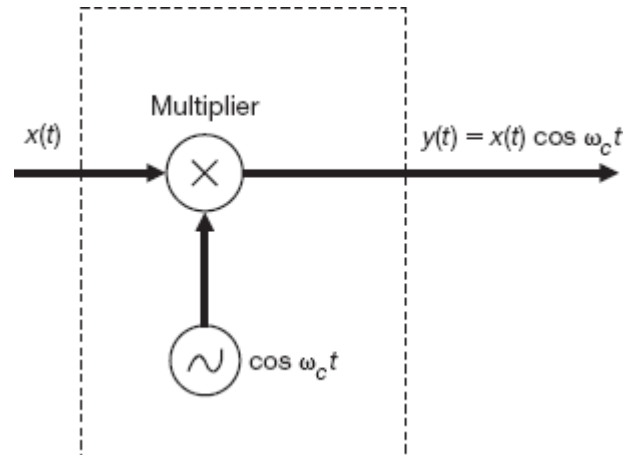 Multiplier
x(t)
y(t) = x(t) cos ω_c t
×
cos ω_c t